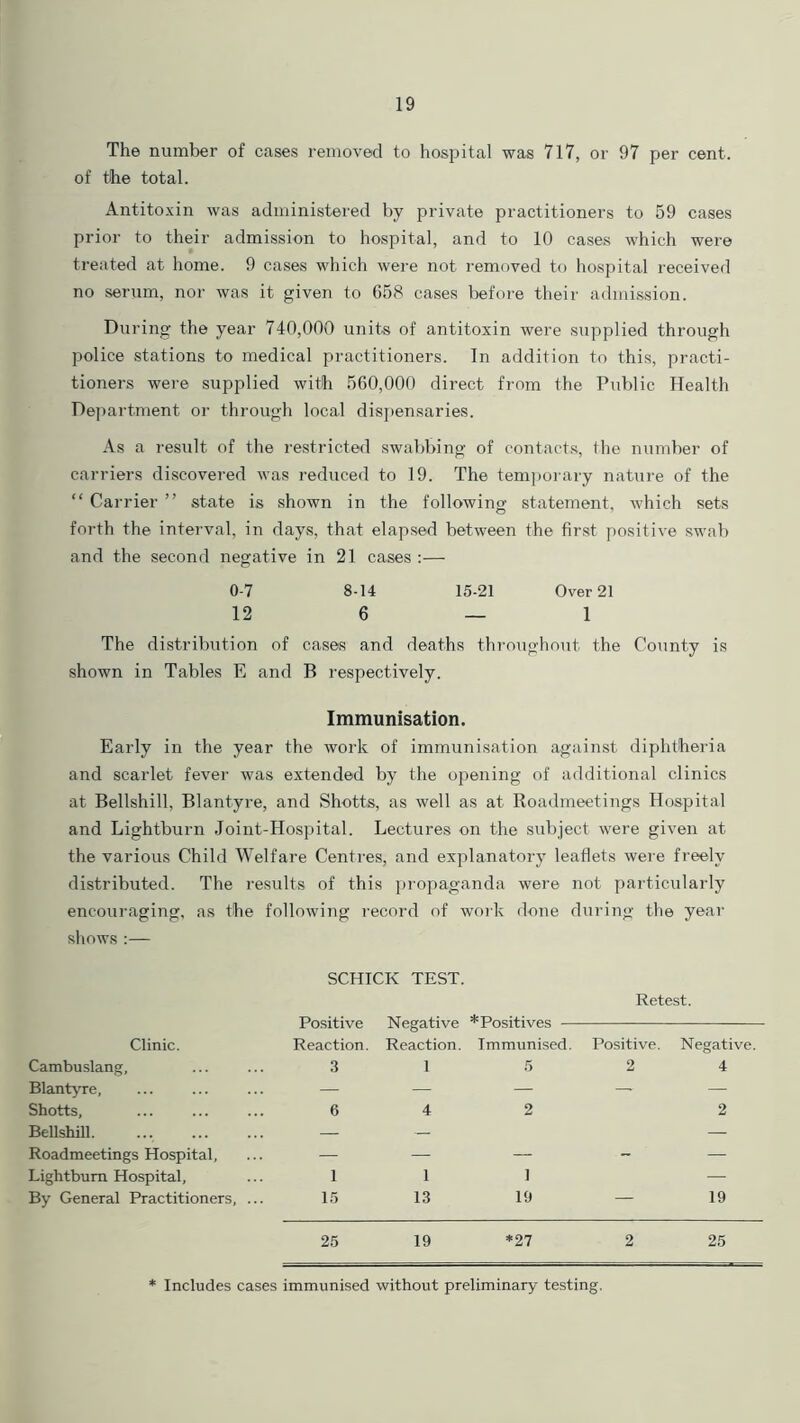 19
The number of cases removed to hospital was 717, or 97 per cent.
of the total.
Antitoxin was administered by private practitioners to 59 cases
prior to their admission to hospital, and to 10 cases which were
treated at home. 9 cases which were not removed to hospital received
no serum, nor was it given to 658 cases before their admission.
During the year 740,000 units of antitoxin were supplied through
police stations to medical practitioners. In addition to this, practi-
tioners were supplied with 560,000 direct from the Public Health
Department or through local dispensaries.
As a result of the restricted swabbing of contacts, the number of
carriers discovered was reduced to 19. The temporary nature of the
“ Carrier ” state is shown in the following statement, which sets
forth the interval, in days, that elapsed between the first positive swab
and the second negative in 21 cases :—
0-7 8-14 15-21 Over 21
12 6 — 1
The distribution of cases and deaths throughout the County is
shown in Tables E and B respectively.
Immunisation.
Early in the year the work of immunisation against diphtheria
and scarlet fever was extended by the opening of additional clinics
at Bellshill, Blantyre, and Shotts, as well as at Roadmeetings Hospital
and Lightburn Joint-Hospital. Lectures on the subject were given at
the various Child Welfare Centres, and explanatory leaflets were freely
distributed. The results of this propaganda were not particularly
encouraging, as the following record of work done during the year
shows :—
SCHICK TEST.
Retest.
Positive Negative *Positives
Clinic. Reaction. Reaction. Immunised. Positive. Negative.
Cambuslang, ... ... 3 1 5 2 4
Blantyre, ... ... ... — — — — —
Shotts, ... ... ... 6 4 2 2
Bellshill. ... ... ... — — —
Roadmeetings Hospital, ... — — — - —
Lightburn Hospital, ... 1 1 1 —
By General Practitioners, ... 15 13 19 — 19
25 19 *27 2 25
* Includes cases immunised without preliminary testing.